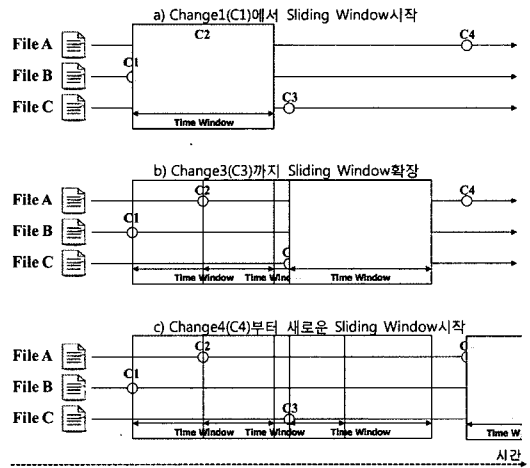 a) Change1(C1)에서 Sliding Window시작
File A
C2
C4
File B
C1
File C
C3
Time Window
b) Change3(C3)까지 Sliding Window확장
File A
C2
C4
File B
C1
File C
C
Time Window
Time Wind
Time Window
c) Change4(C4)부터 새로운 Sliding Window시작
File A
C2
C
File B
C1
File C
C3
Time Window
Time Window
Time Window
Time W
시간